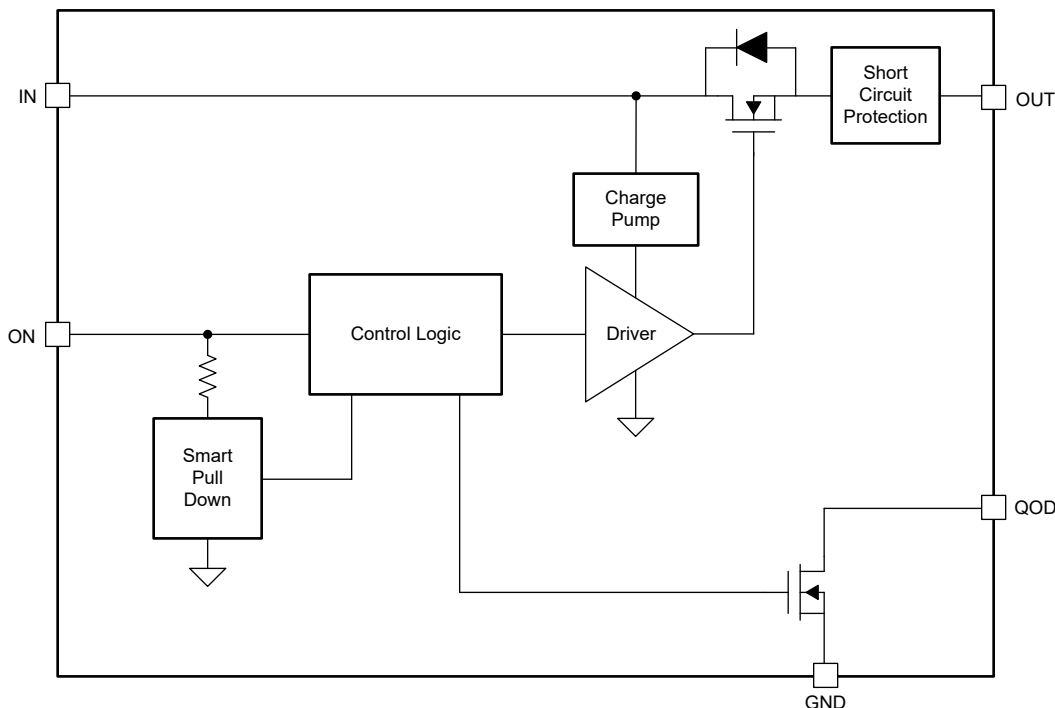 Short
Circuit
Protection
IN
OUT
Charge
Pump
ON
Control Logic
Driver
Smart
Pull
Down
QOD
GND